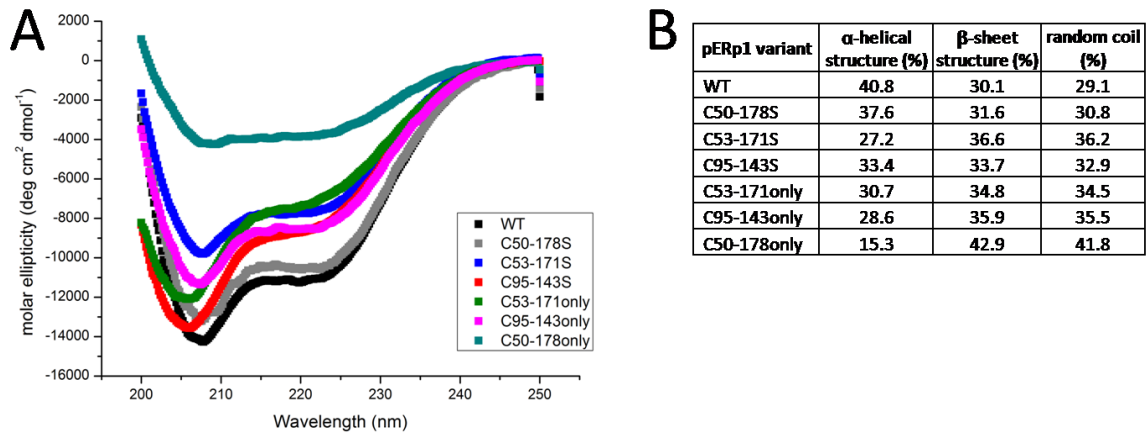 A
molar ellipticity (deg cm² dmol⁻¹)
2000
0
-2000
-4000
-6000
-8000
-10000
-12000
-14000
-16000
200
210
220
230
240
250
Wavelength (nm)
WT
C50-178S
C53-171S
C95-143S
C53-171only
C95-143only
C50-178only
B
pERp1 variant α-helical structure (%) β-sheet structure (%) random coil (%)
WT 40.8 30.1 29.1
C50-178S 37.6 31.6 30.8
C53-171S 27.2 36.6 36.2
C95-143S 33.4 33.7 32.9
C53-171only 30.7 34.8 34.5
C95-143only 28.6 35.9 35.5
C50-178only 15.3 42.9 41.8